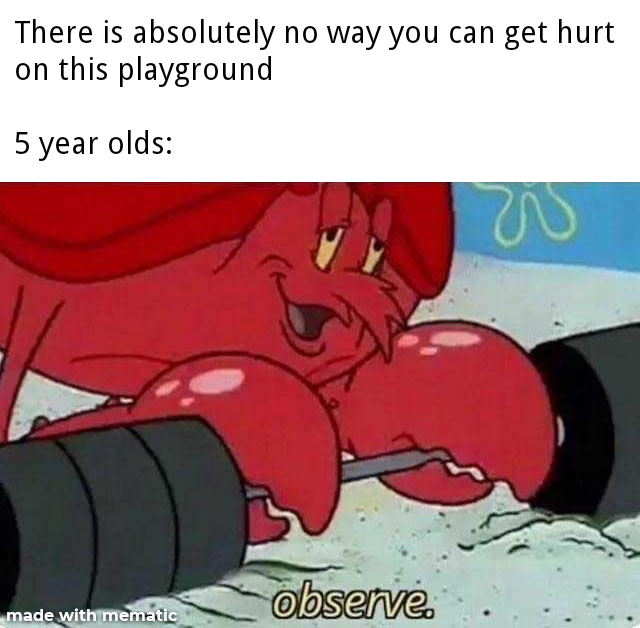 There is absolutely no way you can get hurt
on this playground
5 year olds:
observe.
made with mematic